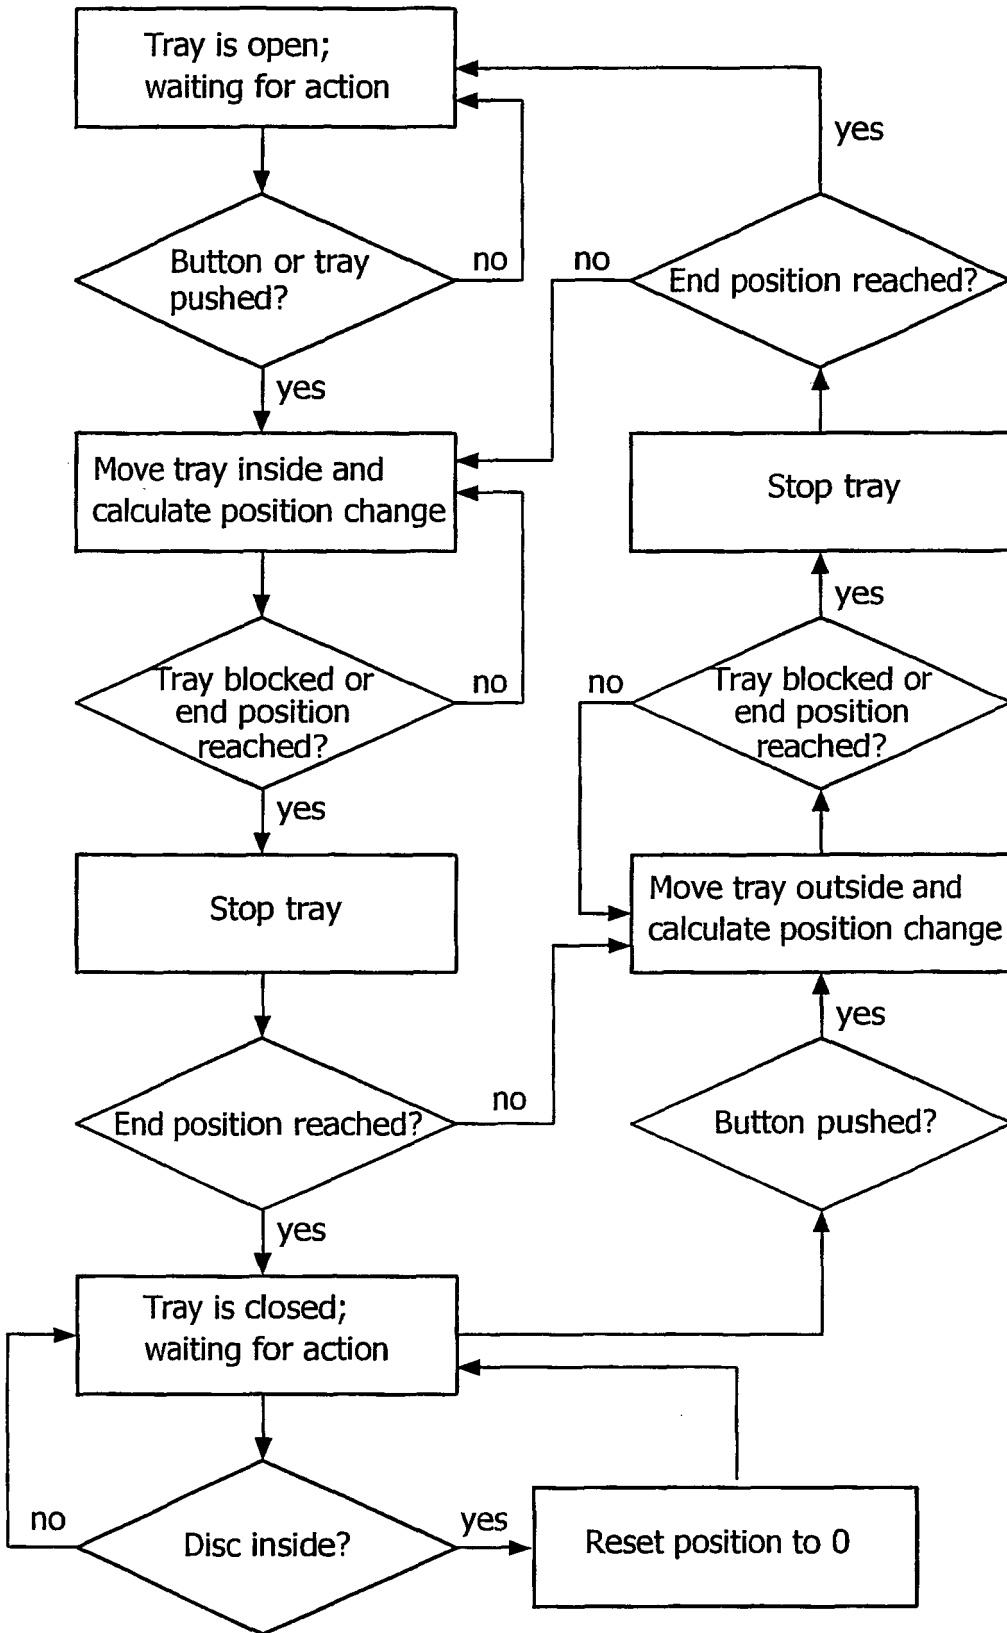 Tray is open;
waiting for action
yes
Button or tray
pushed?
no
no
End position reached?
yes
Move tray inside and
calculate position change
Stop tray
yes
Tray blocked or
end position
reached?
no
no
Tray blocked or
end position
reached?
yes
Stop tray
Move tray outside and
calculate position change
yes
End position reached?
no
Button pushed?
yes
Tray is closed;
waiting for action
no
Disc inside?
yes
Reset position to 0